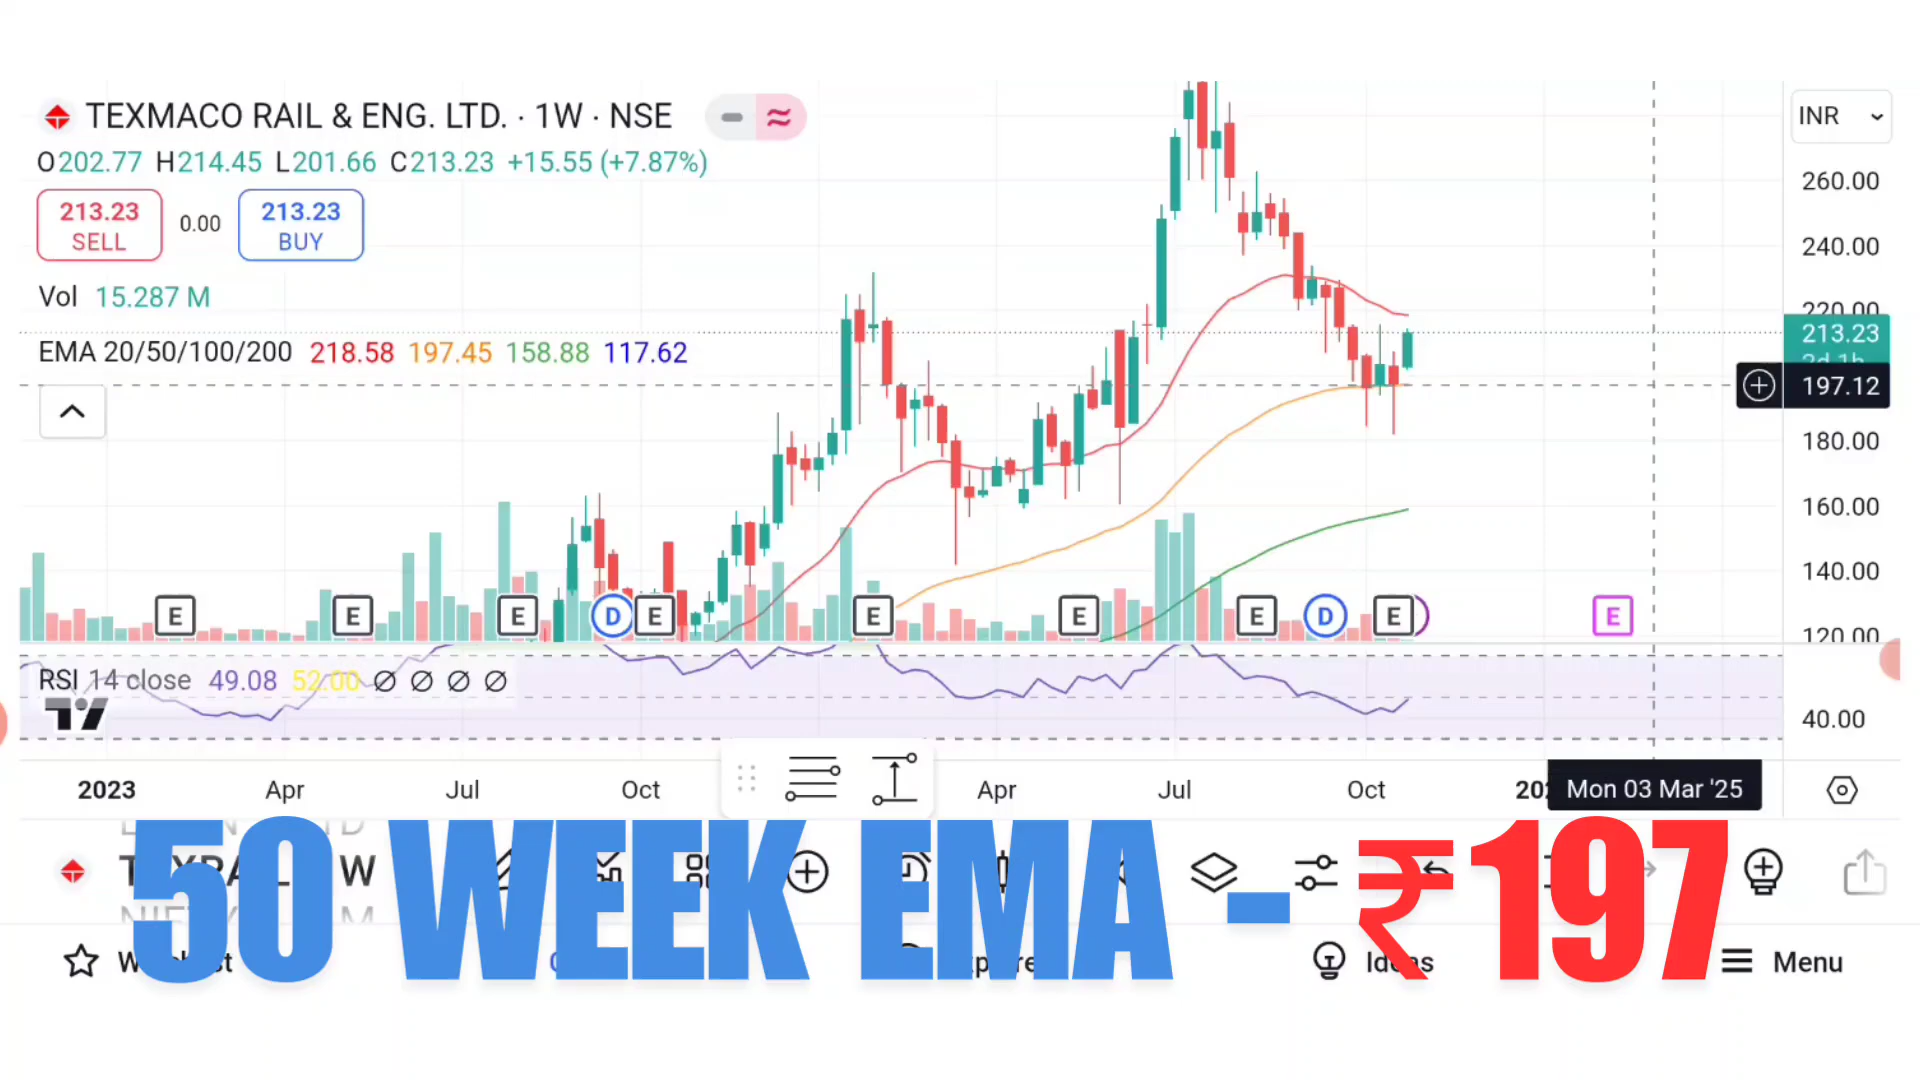 TEXMACO RAIL & ENG. LTD. · 1W · NSE
INR
O202.77 H214.45 L201.66 C213.23 +15.55 (+7.87%)
213.23
SELL
0.00
213.23
BUY
Vol 15.287 M
EMA 20/50/100/200 218.58 197.45 158.88 117.62
260.00
240.00
220.00
213.23
2d 1h
197.12
180.00
160.00
140.00
120.00
E E E D E E E E D E E
RSI 14 close 49.08 52.00 ∅ ∅ ∅ ∅
40.00
2023 Apr Jul Oct Apr Jul Oct Mon 03 Mar '25
50 WEEK EMA - ₹197
W
Ideas
Menu